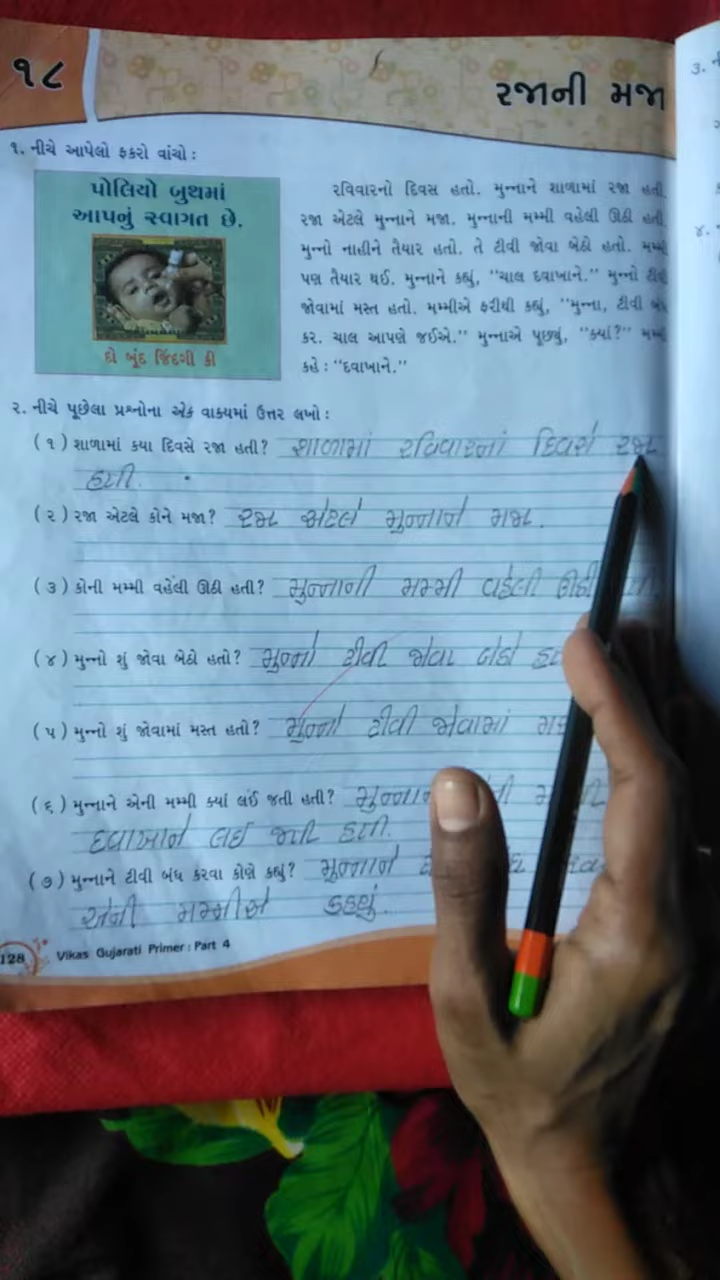 ૧૮
રજાની મજા
૧. નીચે આપેલો ફકરો વાંચો :
પોલિયો બુથમાં
આપનું સ્વાગત છે.
દો બૂંદ જિંદગી કી
રવિવારનો દિવસ હતો. મુન્નાને શાળામાં રજા હતી.
રજા એટલે મુન્નાને મજા. મુન્નાની મમ્મી વહેલી ઊઠી હતી.
મુન્નો નાહીને તૈયાર હતો. તે ટીવી જોવા બેઠો હતો. મમ્મી
પણ તૈયાર થઈ. મુન્નાને કહ્યું, “ચાલ દવાખાને.” મુન્નો ટીવી
જોવામાં મસ્ત હતો. મમ્મીએ ફરીથી કહ્યું, “મુન્ના, ટીવી બંધ
કર. ચાલ આપણે જઈએ.” મુન્નાએ પૂછ્યું, “ક્યાં?” મમ્મી
કહે : “દવાખાને.”
૨. નીચે પૂછેલા પ્રશ્નોના એક વાક્યમાં ઉત્તર લખો :
(૧) શાળામાં કયા દિવસે રજા હતી? શાળામાં રવિવારનાં દિવસે રજા
હતી.
(૨) રજા એટલે કોને મજા? રજા એટલે મુન્નાને મજા.
(૩) કોની મમ્મી વહેલી ઊઠી હતી? મુન્નાની મમ્મી વહેલી ઊઠી
(૪) મુન્નો શું જોવા બેઠો હતો? મુન્નો ટીવી જોવા બેઠો
(૫) મુન્નો શું જોવામાં મસ્ત હતો? મુન્નો ટીવી જોવામાં
(૬) મુન્નાને એની મમ્મી ક્યાં લઈ જતી હતી?
દવાખાને લઇ જાતી હતી.
(૭) મુન્નાને ટીવી બંધ કરવા કોણે કહ્યું? મુન્નાને
એની મમ્મીએ કહ્યું.
128 Vikas Gujarati Primer : Part 4
૩.
૪.